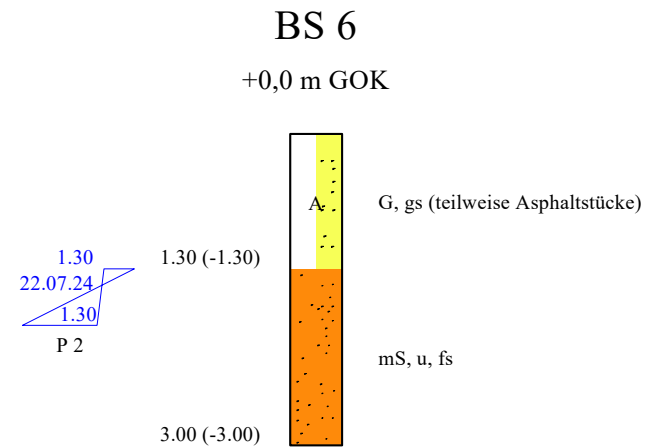 BS 6
+0,0 m GOK
A
G, gs (teilweise Asphaltstücke)
1.30
1.30 (-1.30)
22.07.24
1.30
P 2
mS, u, fs
3.00 (-3.00)